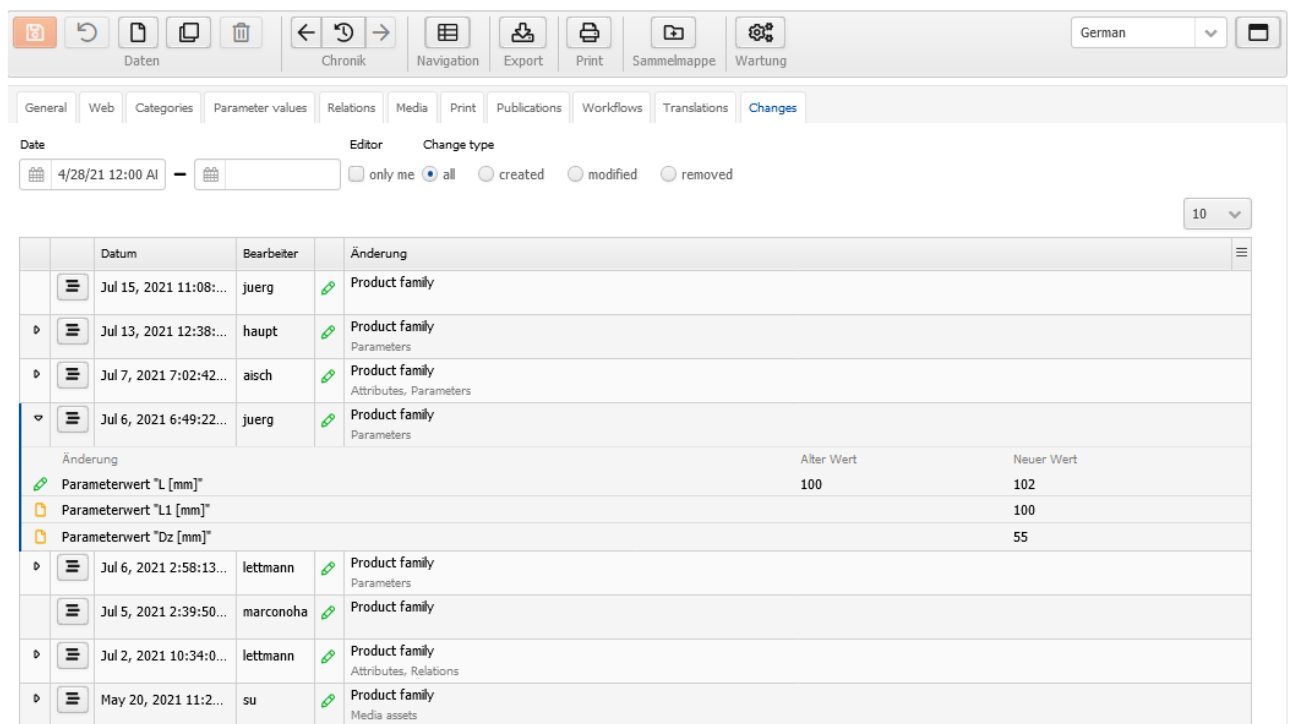 German
Daten Chronik Navigation Export Print Sammelmappe Wartung
General Web Categories Parameter values Relations Media Print Publications Workflows Translations Changes
Date Editor Change type
4/28/21 12:00 Al only me all created modified removed
10
Datum Bearbeiter Änderung
Jul 15, 2021 11:08:... juerg Product family
Jul 13, 2021 12:38:... haupt Product family
Parameters
Jul 7, 2021 7:02:42... aisch Product family
Attributes, Parameters
Jul 6, 2021 6:49:22... juerg Product family
Parameters
Änderung Alter Wert Neuer Wert
Parameterwert "L [mm]" 100 102
Parameterwert "L1 [mm]" 100
Parameterwert "Dz [mm]" 55
Jul 6, 2021 2:58:13... lettmann Product family
Parameters
Jul 5, 2021 2:39:50... marconoha Product family
Jul 2, 2021 10:34:0... lettmann Product family
Attributes, Relations
May 20, 2021 11:2... su Product family
Media assets